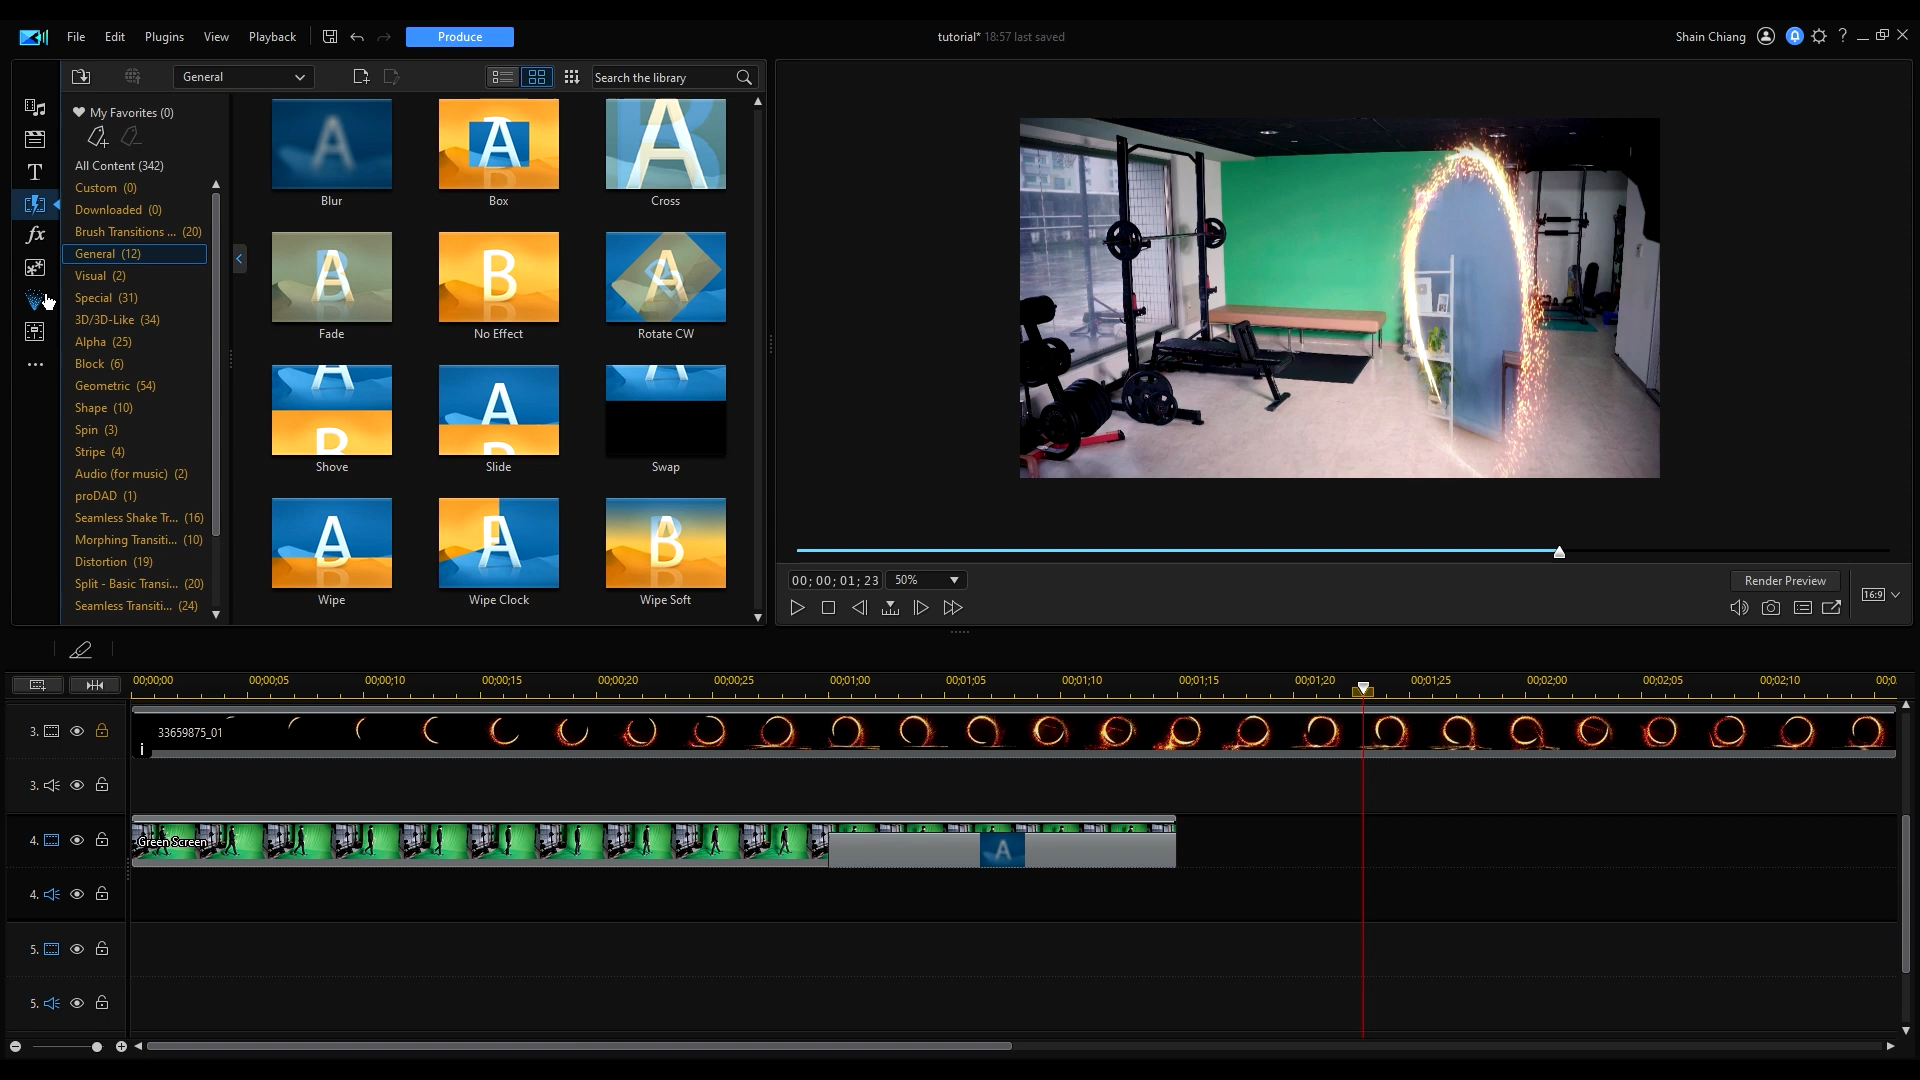 File Edit Plugins View Playback Produce tutorial* 18:57 last saved Shain Chiang ?
General Search the library
My Favorites (0)
All Content (342)
Custom (0)
Downloaded (0)
Brush Transitions ... (20)
General (12)
Visual (2)
Special (31)
3D/3D-Like (34)
Alpha (25)
Block (6)
Geometric (54)
Shape (10)
Spin (3)
Stripe (4)
Audio (for music) (2)
proDAD (1)
Seamless Shake Tr... (16)
Morphing Transiti... (10)
Distortion (19)
Split - Basic Transi... (20)
Seamless Transiti... (24)
T
fx
A A A
Blur Box Cross
A B A
Fade No Effect Rotate CW
B A
Shove Slide Swap
A A B
Wipe Wipe Clock Wipe Soft
00; 00; 01; 23 50% Render Preview
16:9
00;00;00 00;00;05 00;00;10 00;00;15 00;00;20 00;00;25 00;01;00 00;01;05 00;01;10 00;01;15 00;01;20 00;01;25 00;02;00 00;02;05 00;02;10 00;0
3. 33659875_01
i
3.
4. Green Screen A
4.
5.
5.